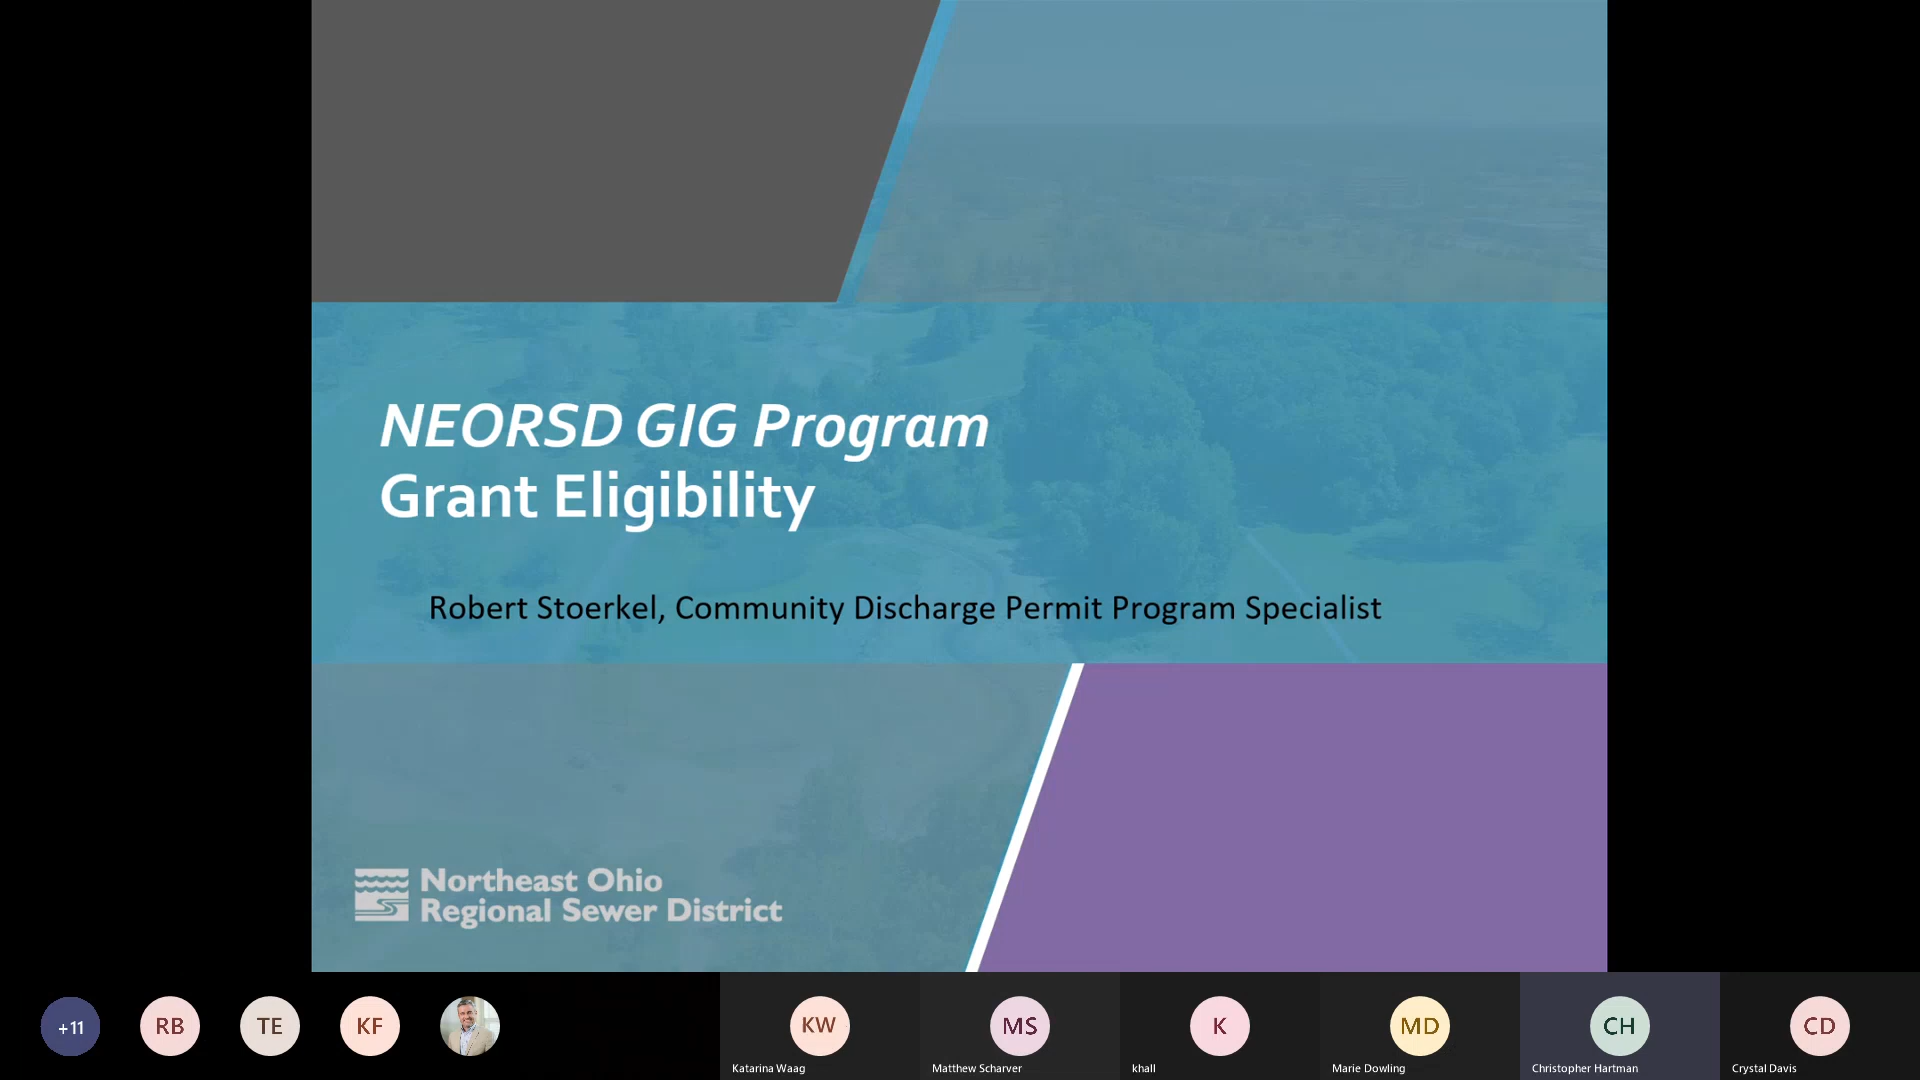 NEORSD GIG Program
Grant Eligibility
Robert Stoerkel, Community Discharge Permit Program Specialist
Northeast Ohio
Regional Sewer District
+11
RB
TE
KF
KW
MS
K
MD
CH
CD
Katarina Waag
Matthew Scharver
khall
Marie Dowling
Christopher Hartman
Crystal Davis